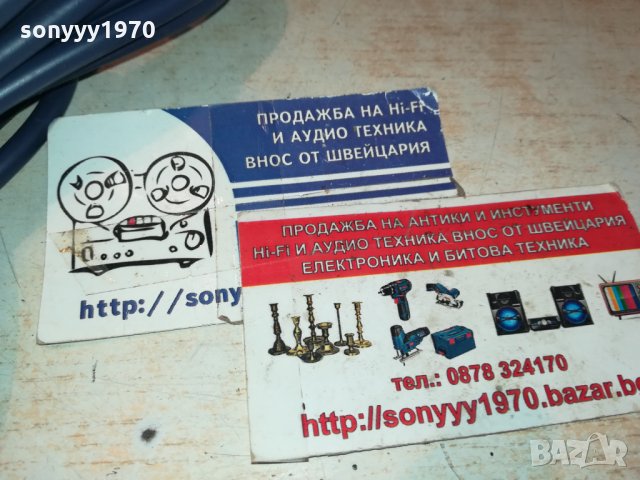 sonyyy1970
sonyyy1970
ПРОДАЖБА НА Hi-Fi
И АУДИО ТЕХНИКА
ВНОС ОТ ШВЕЙЦАРИЯ
http://sony
ПРОДАЖБА НА АНТИКИ И ИНСТУМЕНТИ
Hi-Fi И АУДИО ТЕХНИКА ВНОС ОТ ШВЕЙЦАРИЯ
ЕЛЕКТРОНИКА И БИТОВА ТЕХНИКА
тел.: 0878 324170
http://sonyyy1970.bazar.b
BAZAR